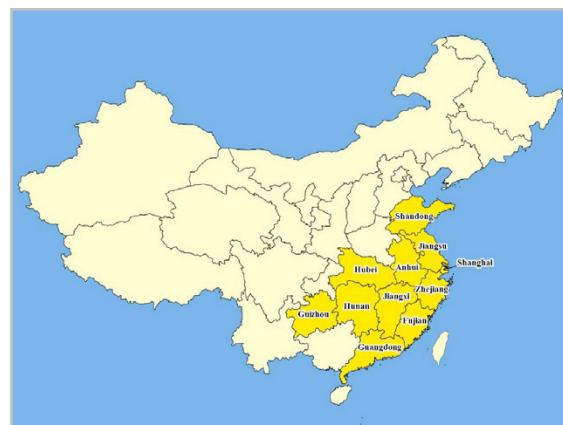 Shandong
Jiangsu
Shanghai
Anhui
Hubei
Zhejiang
Jiangxi
Hunan
Guizhou
Fujian
Guangdong